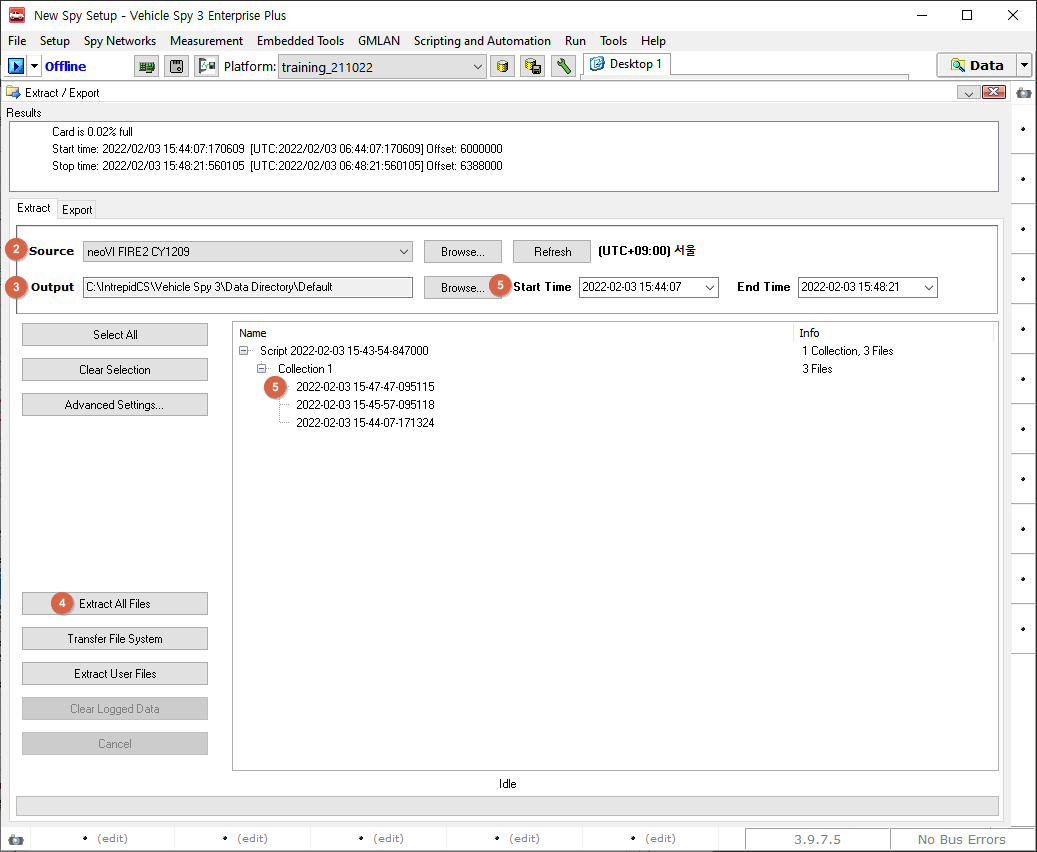 New Spy Setup - Vehicle Spy 3 Enterprise Plus
File Setup Spy Networks Measurement Embedded Tools GMLAN Scripting and Automation Run Tools Help
Offline Platform: training_211022 Desktop 1 Data
Extract / Export
Results
Card is 0.02% full
Start time: 2022/02/03 15:44:07:170609 [UTC:2022/02/03 06:44:07:170609] Offset: 6000000
Stop time: 2022/02/03 15:48:21:560105 [UTC:2022/02/03 06:48:21:560105] Offset: 6388000
Extract Export
2 Source neoVI FIRE2 CY1209 Browse... Refresh (UTC+09:00) 서울
3 Output C:\IntrepidCS\Vehicle Spy 3\Data Directory\Default Browse... 5 Start Time 2022-02-03 15:44:07 End Time 2022-02-03 15:48:21
Select All
Clear Selection
Advanced Settings...
Name Info
Script 2022-02-03 15-43-54-847000 1 Collection, 3 Files
Collection 1 3 Files
5 2022-02-03 15-47-47-095115
2022-02-03 15-45-57-095118
2022-02-03 15-44-07-171324
4 Extract All Files
Transfer File System
Extract User Files
Clear Logged Data
Cancel
Idle
(edit) (edit) (edit) (edit) (edit) 3.9.7.5 No Bus Errors